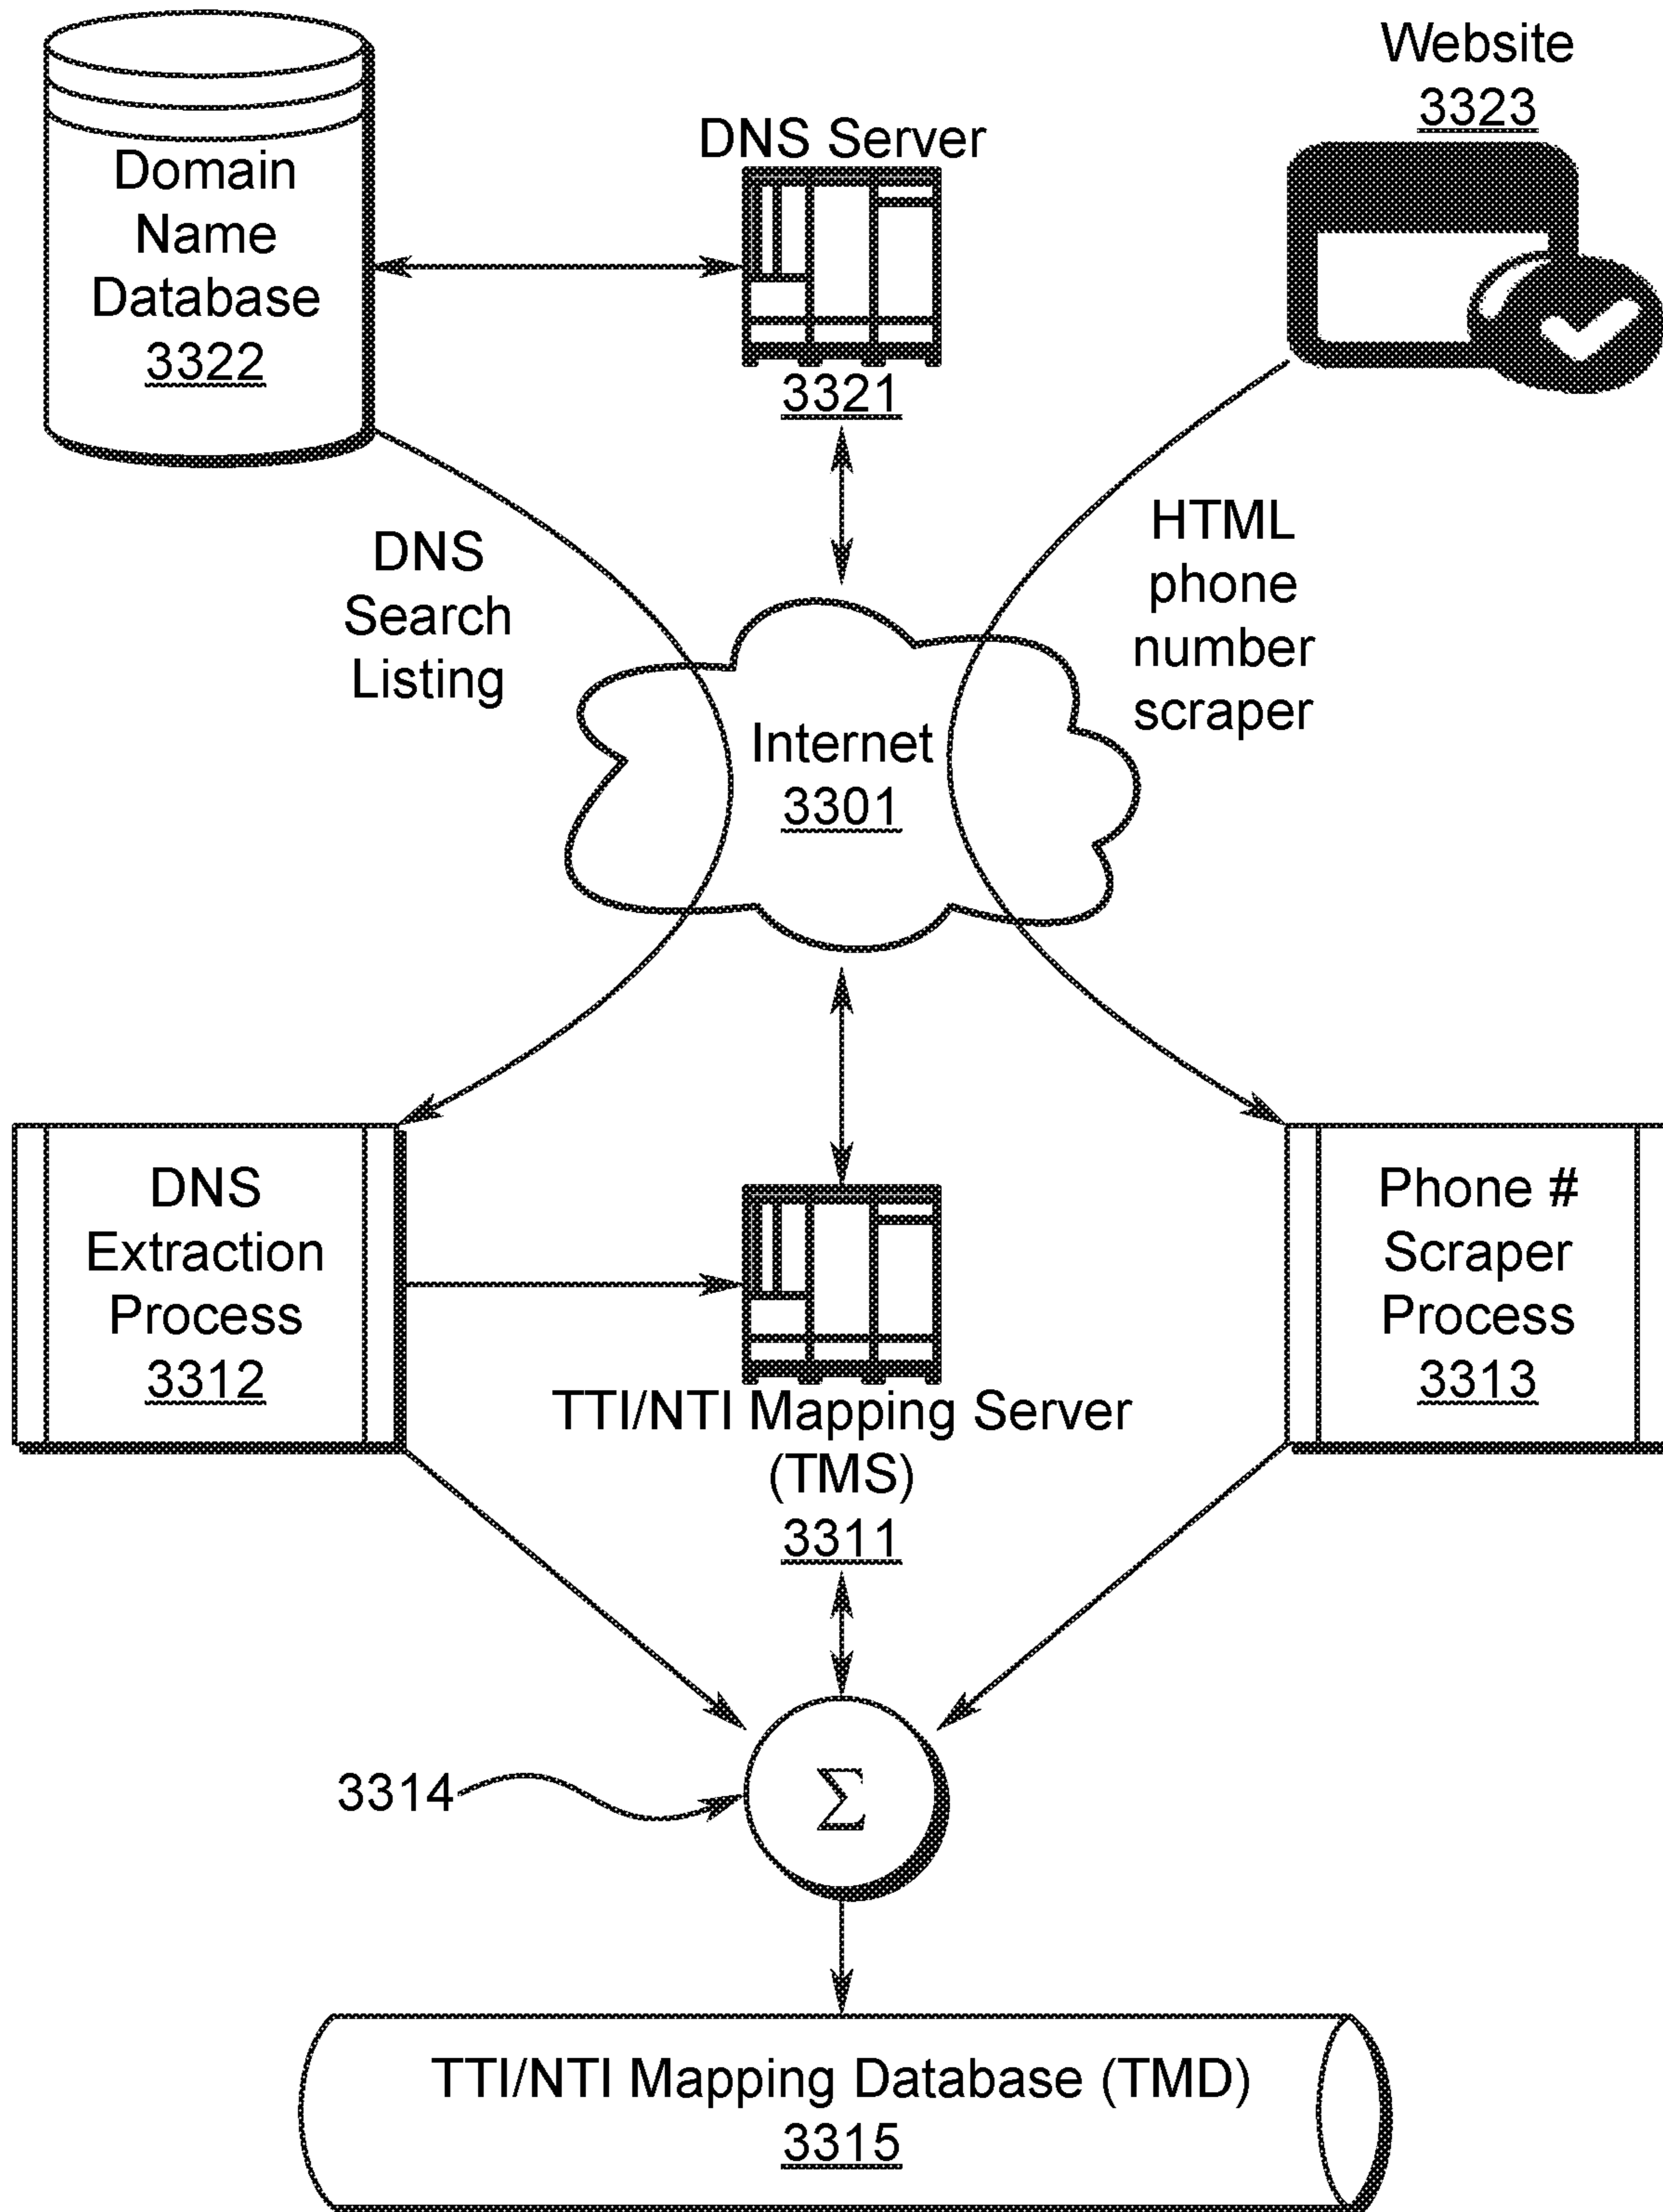 Domain
Name
Database
3322
DNS Server
3321
Website
3323
DNS
Search
Listing
HTML
phone
number
scraper
Internet
3301
DNS
Extraction
Process
3312
TTI/NTI Mapping Server
(TMS)
3311
Phone #
Scraper
Process
3313
3314
Σ
TTI/NTI Mapping Database (TMD)
3315